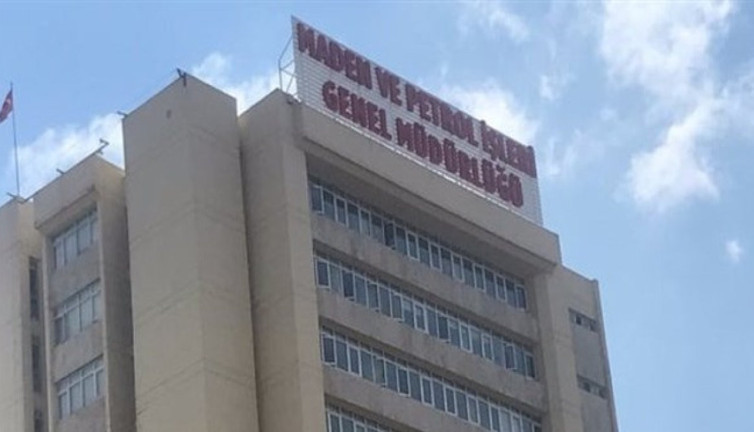 MADEN VE PETROL İŞLERİ
GENEL MÜDÜRLÜĞÜ